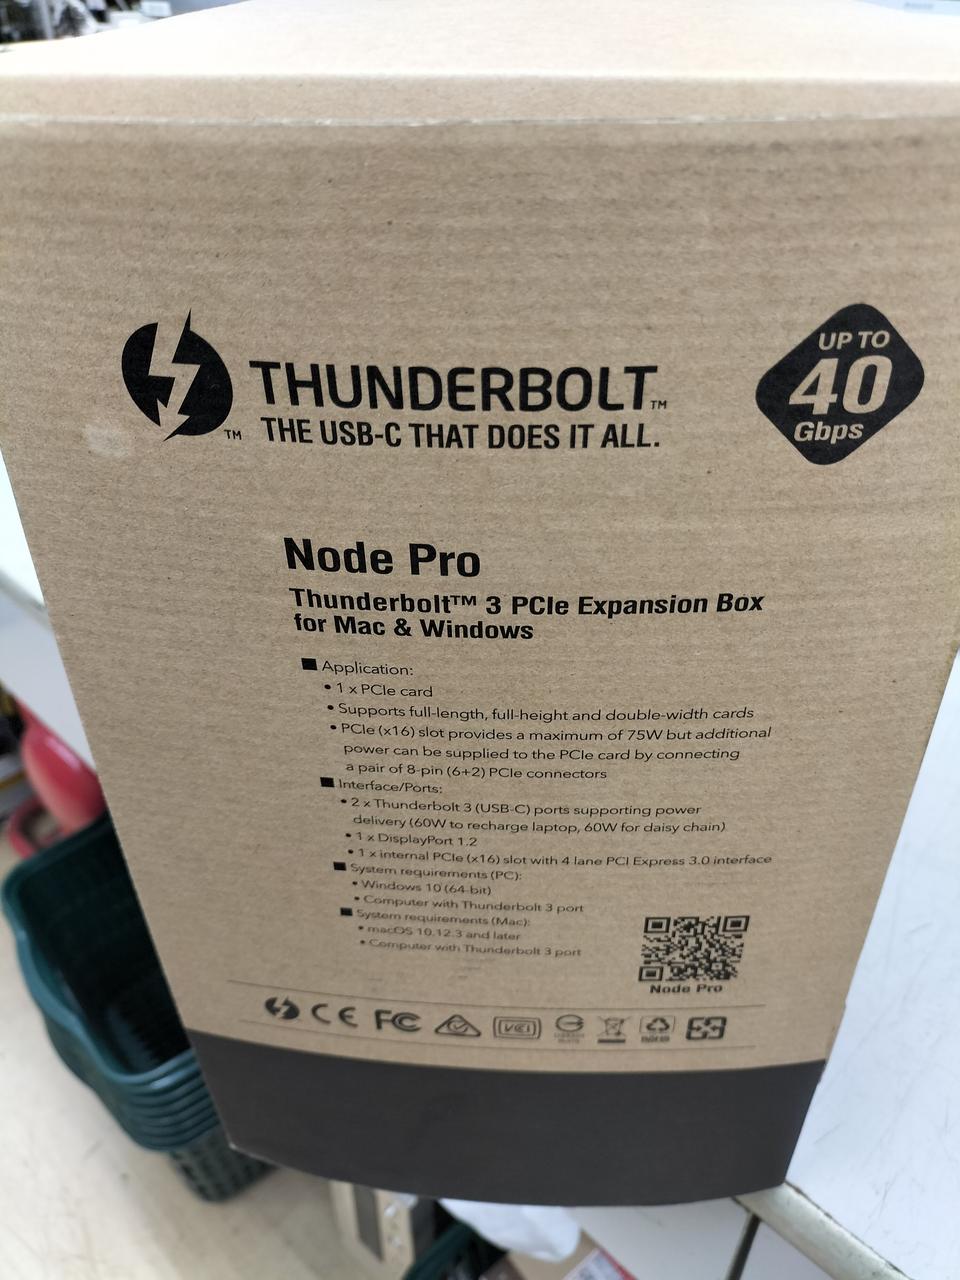 THUNDERBOLT™
™ THE USB-C THAT DOES IT ALL.
UP TO
40
Gbps
Node Pro
Thunderbolt™ 3 PCIe Expansion Box
for Mac & Windows
■ Application:
• 1 x PCIe card
• Supports full-length, full-height and double-width cards
• PCIe (x16) slot provides a maximum of 75W but additional
power can be supplied to the PCIe card by connecting
a pair of 8-pin (6+2) PCIe connectors
■ Interface/Ports:
• 2 x Thunderbolt 3 (USB-C) ports supporting power
delivery (60W to recharge laptop, 60W for daisy chain)
• 1 x DisplayPort 1.2
• 1 x internal PCIe (x16) slot with 4 lane PCI Express 3.0 interface
■ System requirements (PC):
• Windows 10 (64-bit)
• Computer with Thunderbolt 3 port
■ System requirements (Mac):
• macOS 10.12.3 and later
• Computer with Thunderbolt 3 port
Node Pro
CE FC VCI